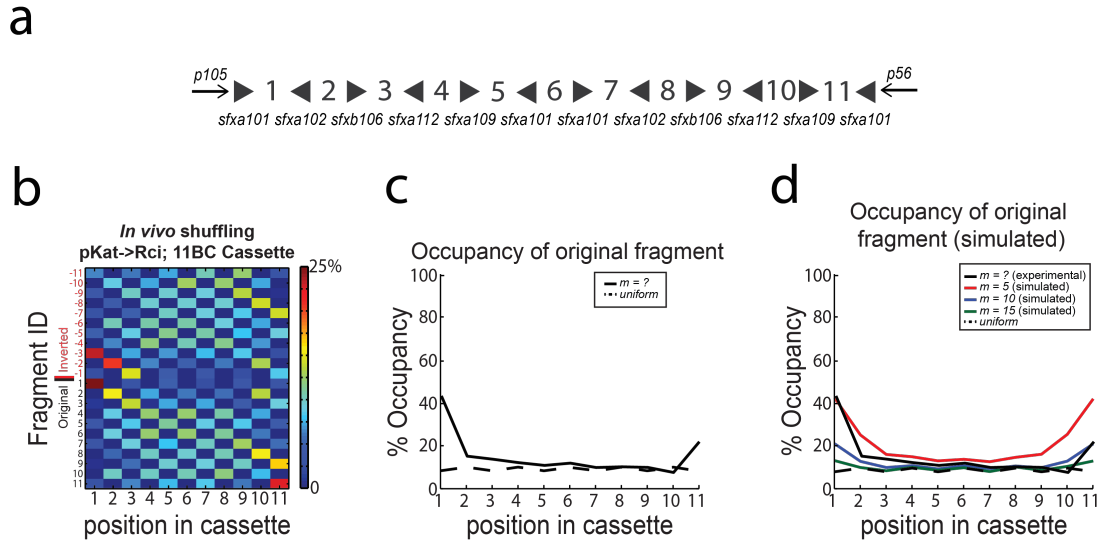 a
p105 1 2 3 4 5 6 7 8 9 10 11 p56
sfxa101 sfxa102 sfxb106 sfxa112 sfxa109 sfxa101 sfxa101 sfxa102 sfxb106 sfxa112 sfxa109 sfxa101
b
In vivo shuffling
pKat->Rci; 11BC Cassette
Fragment ID
Inverted
Original
-11
-10
-9
-8
-7
-6
-5
-4
-3
-2
-1
1
2
3
4
5
6
7
8
9
10
11
1 2 3 4 5 6 7 8 9 10 11
position in cassette
25%
0
c
Occupancy of original fragment
m = ?
uniform
% Occupancy
100
80
60
40
20
0
1 2 3 4 5 6 7 8 9 10 11
position in cassette
d
Occupancy of original
fragment (simulated)
m = ? (experimental)
m = 5 (simulated)
m = 10 (simulated)
m = 15 (simulated)
uniform
% Occupancy
100
80
60
40
20
0
1 2 3 4 5 6 7 8 9 10 11
position in cassette